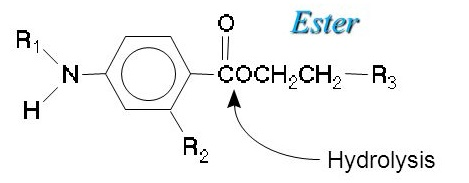 O
Ester
R1
N
COCH2CH2—R3
H
R2
Hydrolysis